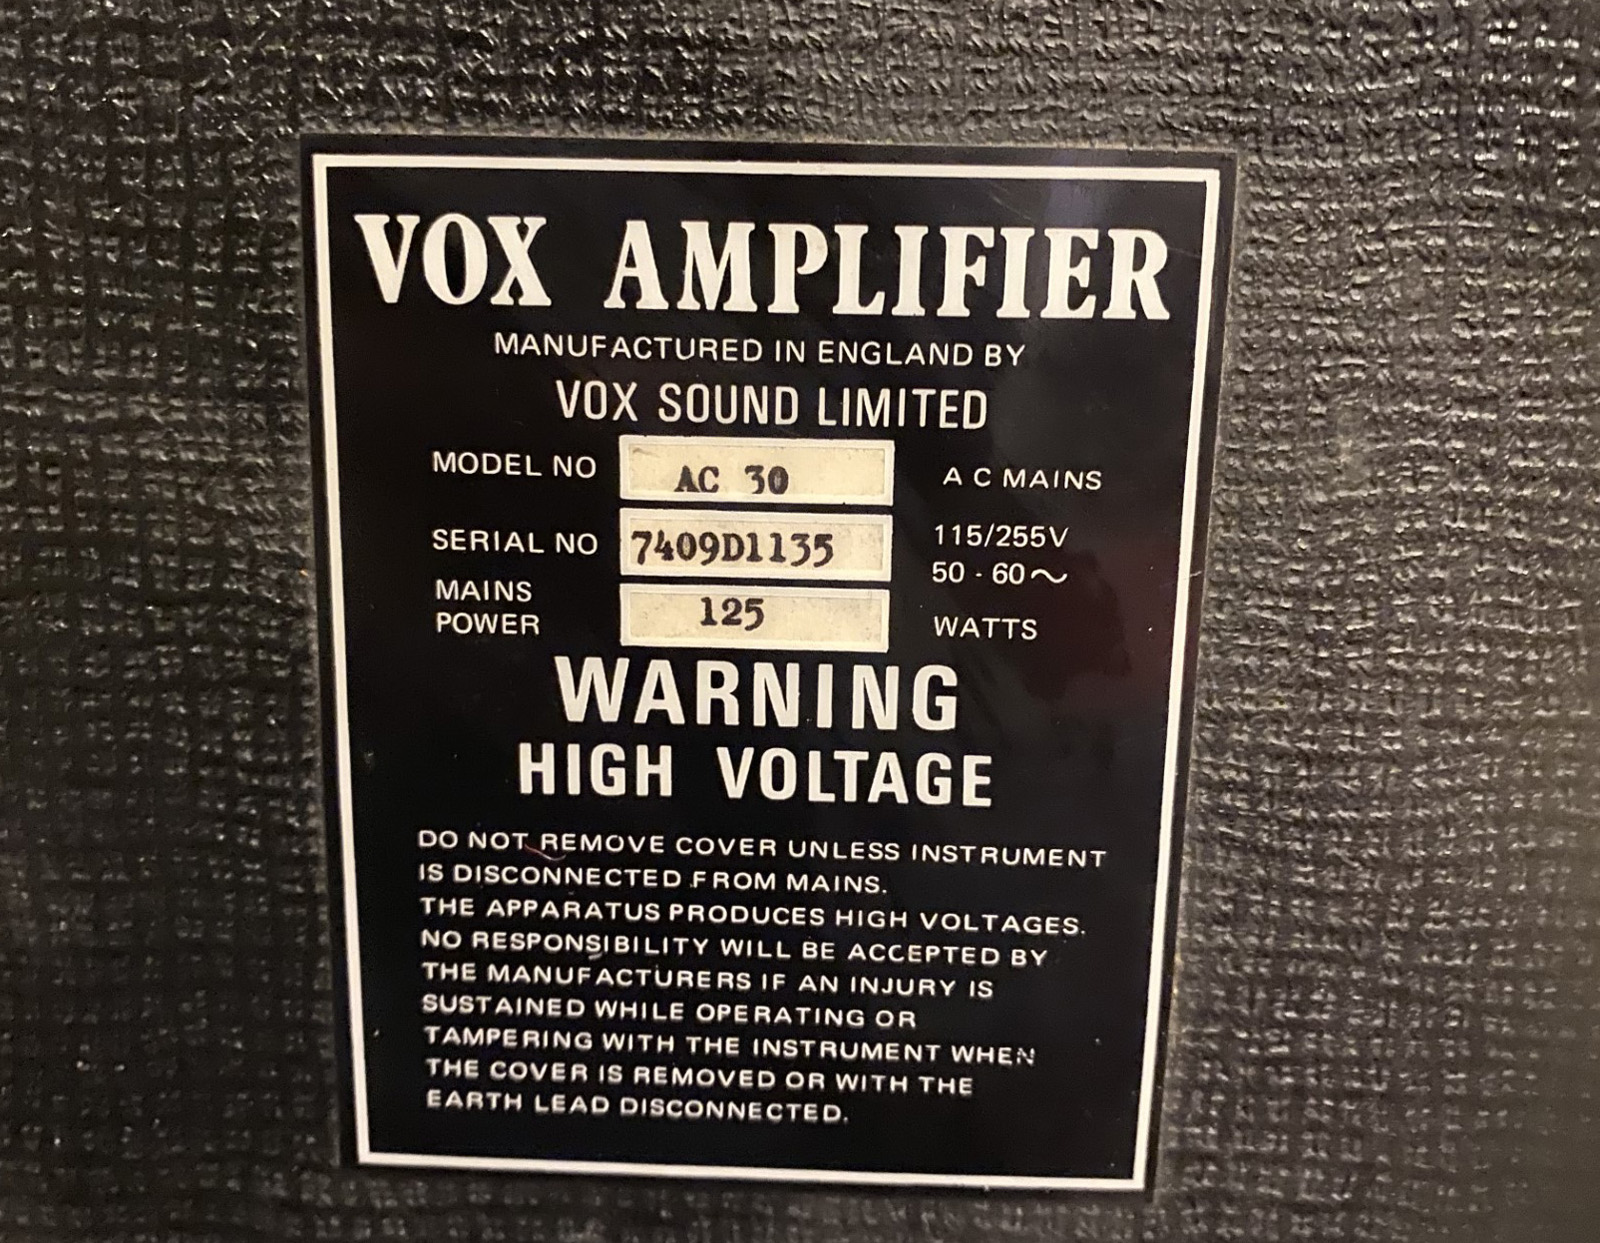 VOX AMPLIFIER
MANUFACTURED IN ENGLAND BY
VOX SOUND LIMITED
MODEL NO AC 30 A C MAINS
SERIAL NO 7409D1135 115/255V
50 - 60~
MAINS
POWER 125 WATTS
WARNING
HIGH VOLTAGE
DO NOT REMOVE COVER UNLESS INSTRUMENT
IS DISCONNECTED FROM MAINS.
THE APPARATUS PRODUCES HIGH VOLTAGES.
NO RESPONSIBILITY WILL BE ACCEPTED BY
THE MANUFACTURERS IF AN INJURY IS
SUSTAINED WHILE OPERATING OR
TAMPERING WITH THE INSTRUMENT WHEN
THE COVER IS REMOVED OR WITH THE
EARTH LEAD DISCONNECTED.